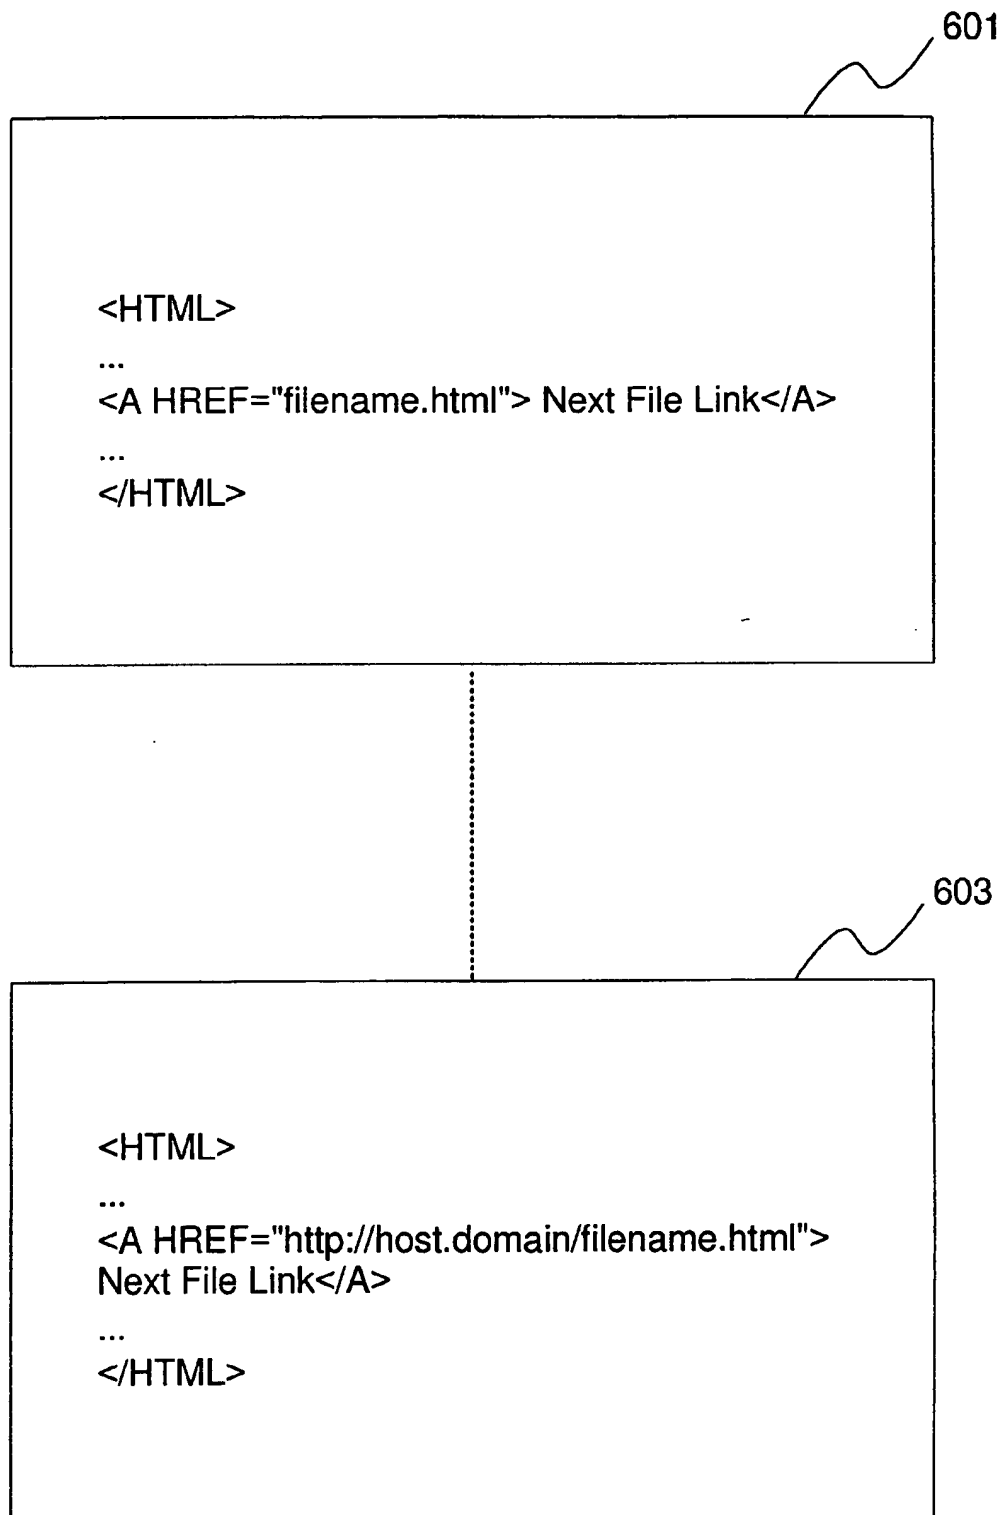 601
<HTML>
...
<A HREF="filename.html"> Next File Link</A>
...
</HTML>
603
<HTML>
...
<A HREF="http://host.domain/filename.html">
Next File Link</A>
...
</HTML>